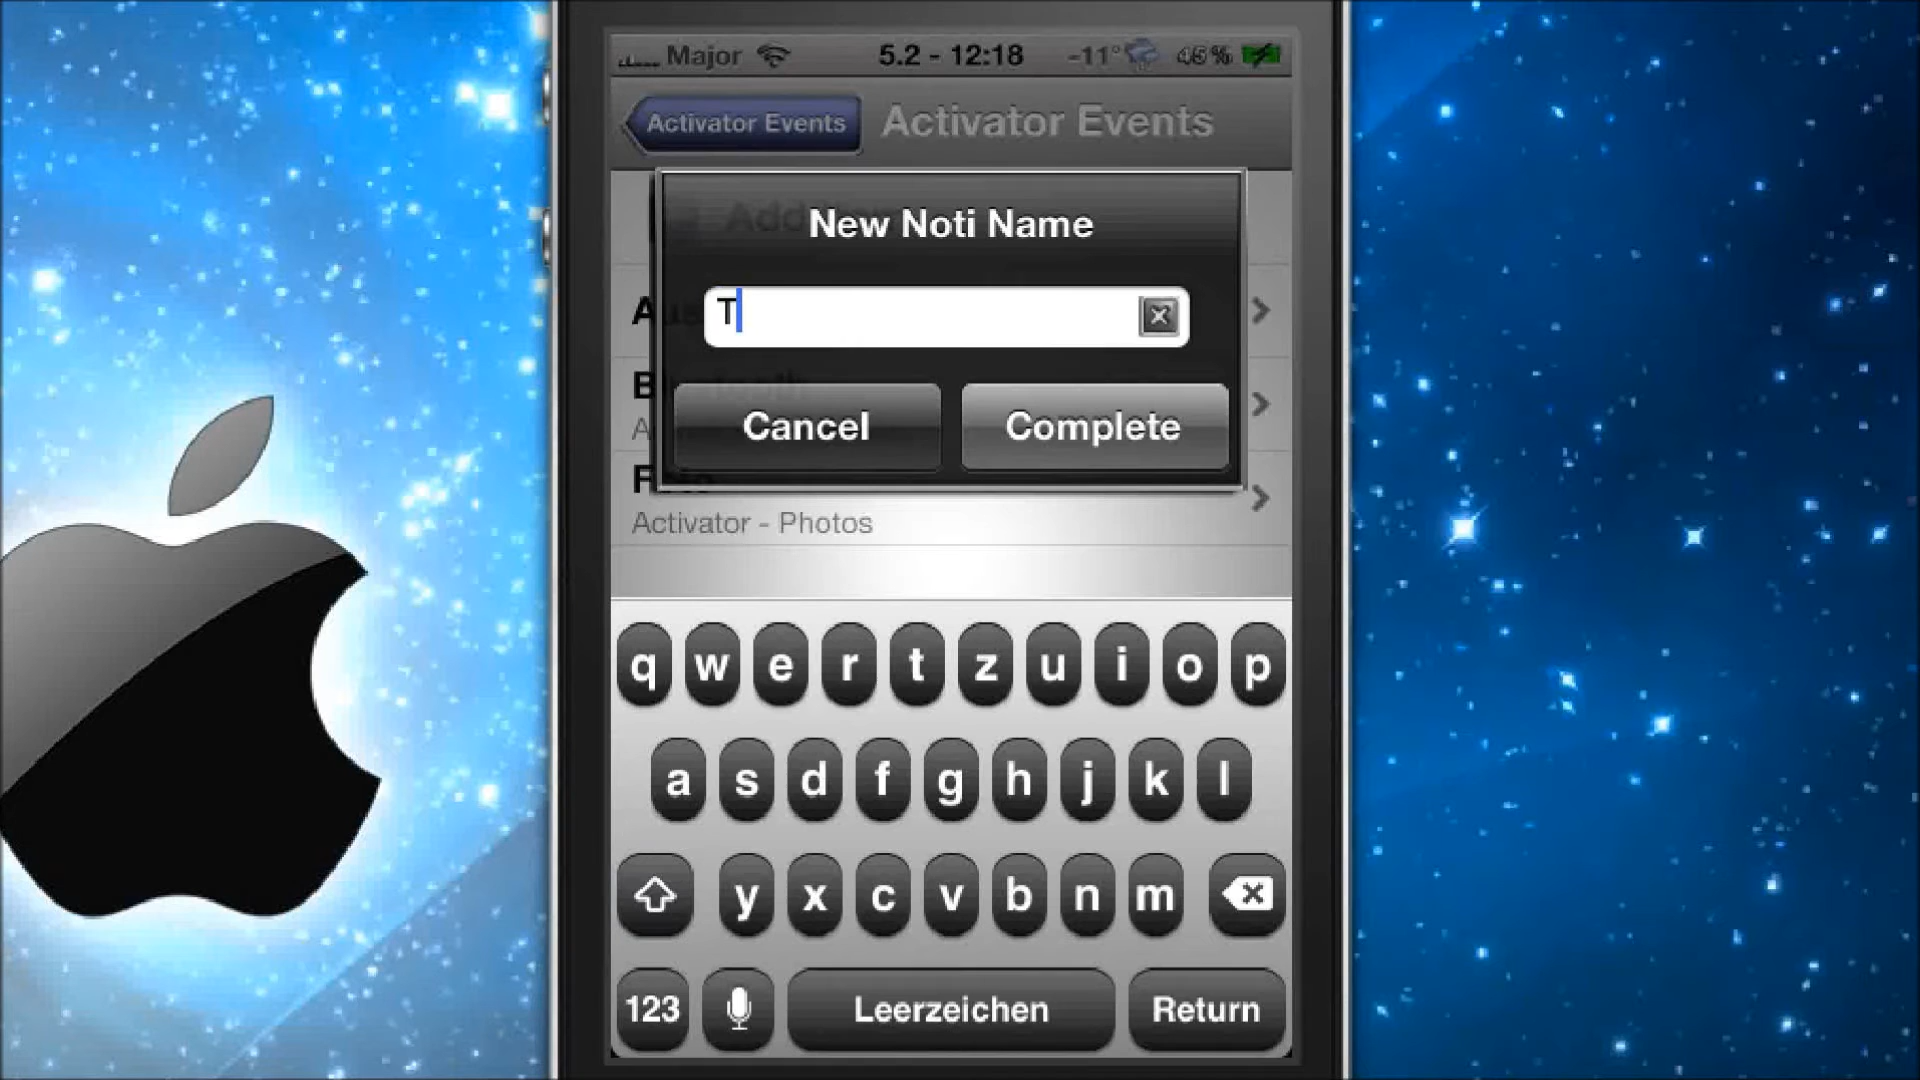 Major 5.2 - 12:18 -11° 45%
Activator Events Activator Events
New Noti Name
T
Cancel Complete
Activator - Photos
q w e r t z u i o p
a s d f g h j k l
y x c v b n m
123 Leerzeichen Return